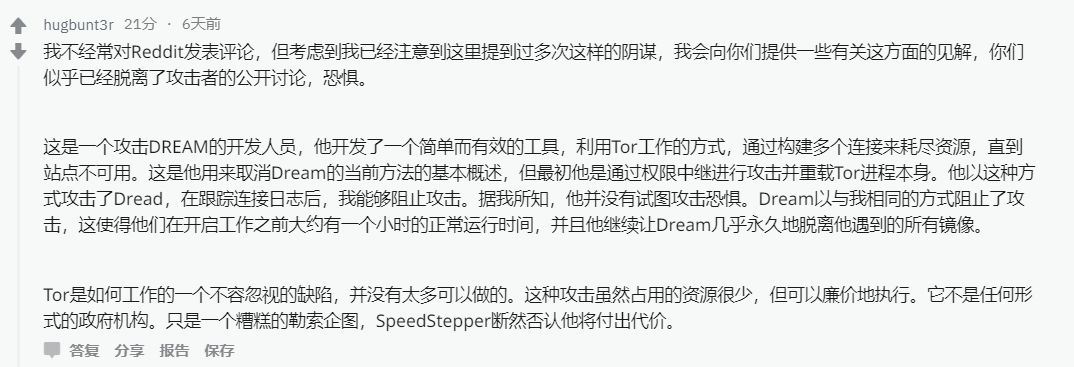 hugbunt3r 21分 · 6天前
我不经常对Reddit发表评论，但考虑到我已经注意到这里提到过多次这样的阴谋，我会向你们提供一些有关这方面的见解，你们
似乎已经脱离了攻击者的公开讨论，恐惧。
这是一个攻击DREAM的开发人员，他开发了一个简单而有效的工具，利用Tor工作的方式，通过构建多个连接来耗尽资源，直到
站点不可用。这是他用来取消Dream的当前方法的基本概述，但最初他是通过权限中继进行攻击并重载Tor进程本身。他以这种方
式攻击了Dread，在跟踪连接日志后，我能够阻止攻击。据我所知，他并没有试图攻击恐惧。Dream以与我相同的方式阻止了攻
击，这使得他们在开启工作之前大约有一个小时的正常运行时间，并且他继续让Dream几乎永久地脱离他遇到的所有镜像。
Tor是如何工作的一个不容忽视的缺陷，并没有太多可以做的。这种攻击虽然占用的资源很少，但可以廉价地执行。它不是任何形
式的政府机构。只是一个糟糕的勒索企图，SpeedStepper断然否认他将付出代价。
答复 分享 报告 保存